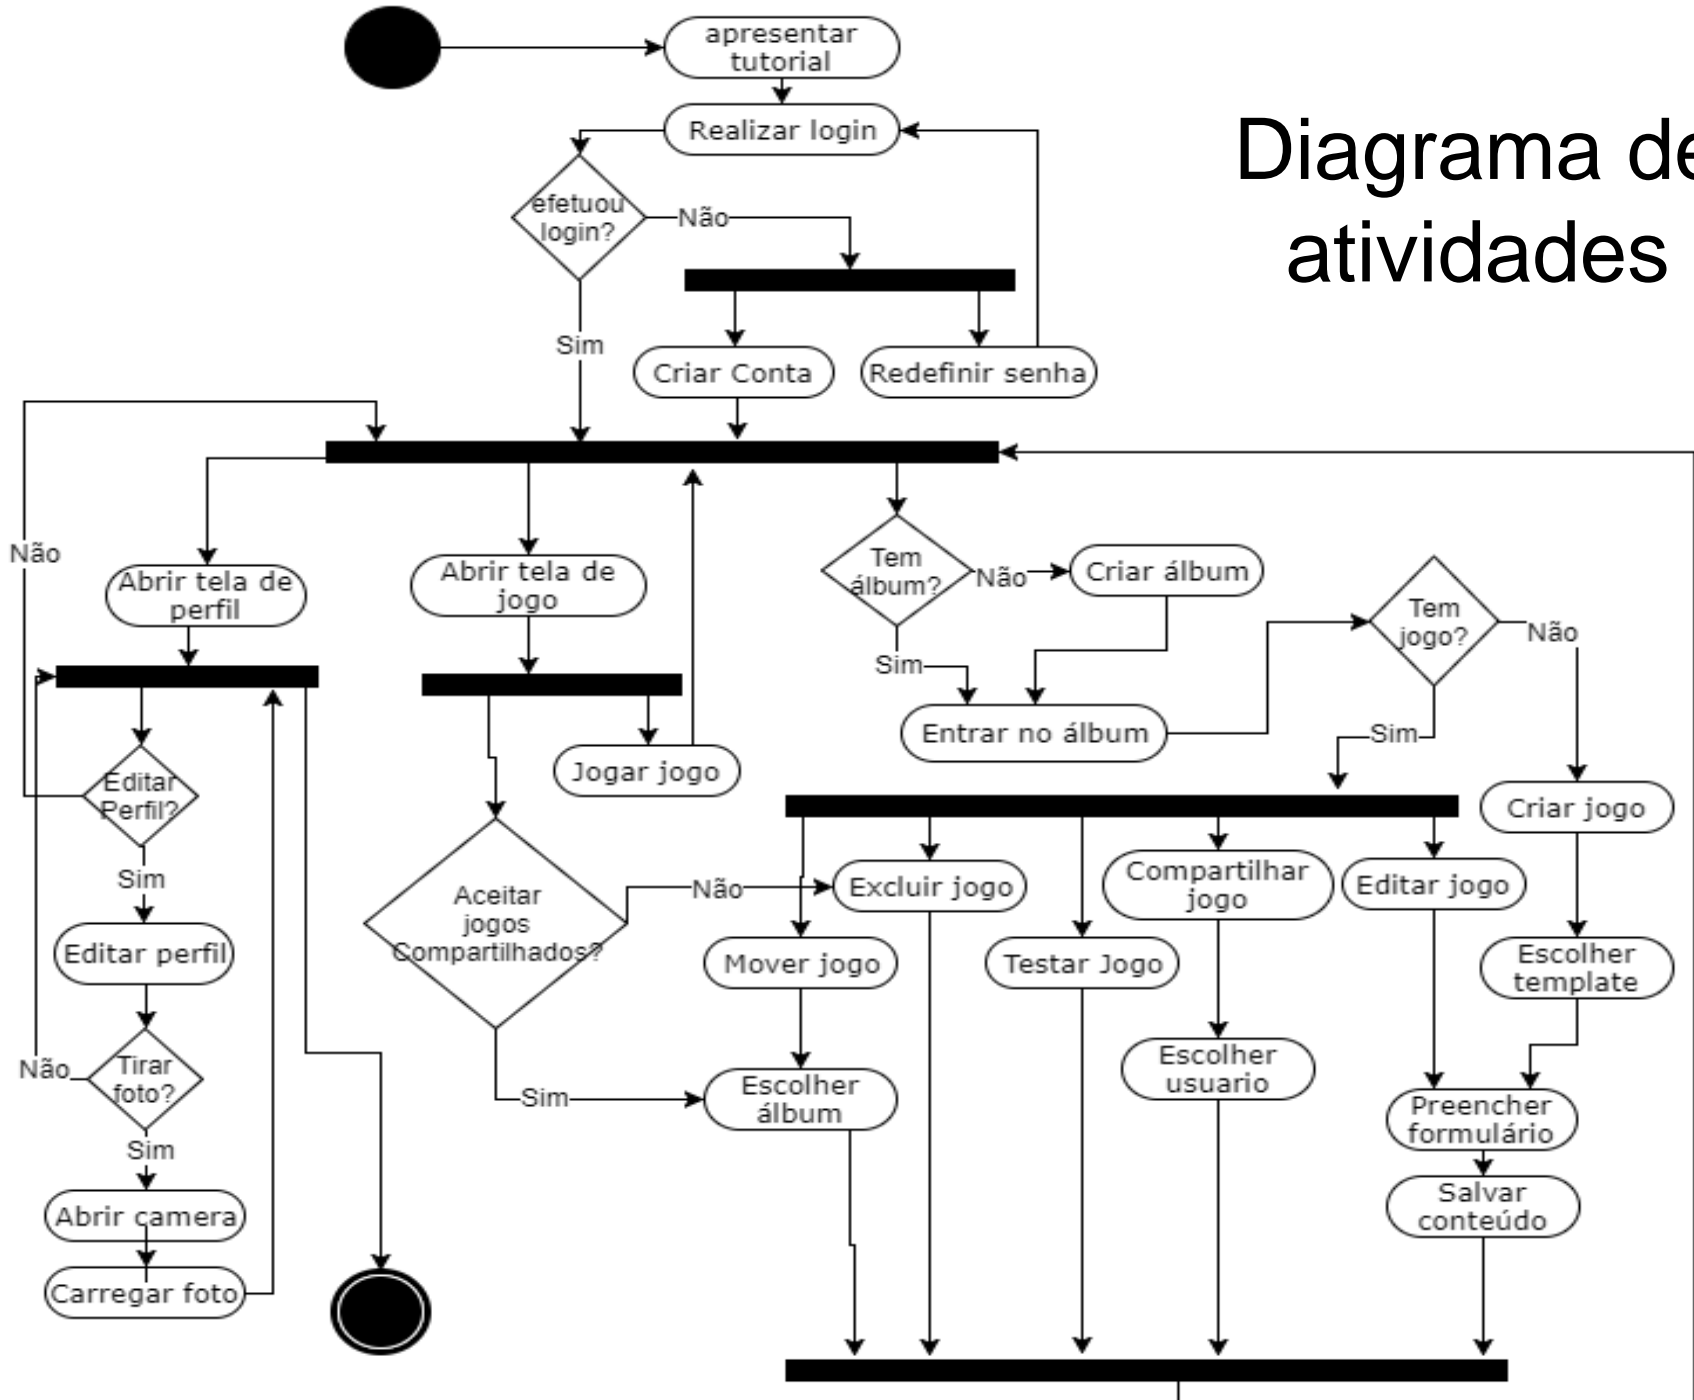 apresentar
tutorial
Realizar login
Diagrama de
atividades
efetuou
login?
Não
Sim
Criar Conta
Redefinir senha
Não
Abrir tela de
perfil
Abrir tela de
jogo
Tem
álbum?
Não
Criar álbum
Tem
jogo?
Não
Sim
Entrar no álbum
Sim
Editar
Perfil?
Jogar jogo
Criar jogo
Sim
Aceitar
jogos
Compartilhados?
Não
Excluir jogo
Compartilhar
jogo
Editar jogo
Editar perfil
Mover jogo
Testar Jogo
Escolher
template
Não
Tirar
foto?
Sim
Escolher
álbum
Escolher
usuario
Preencher
formulário
Sim
Abrir camera
Salvar
conteúdo
Carregar foto